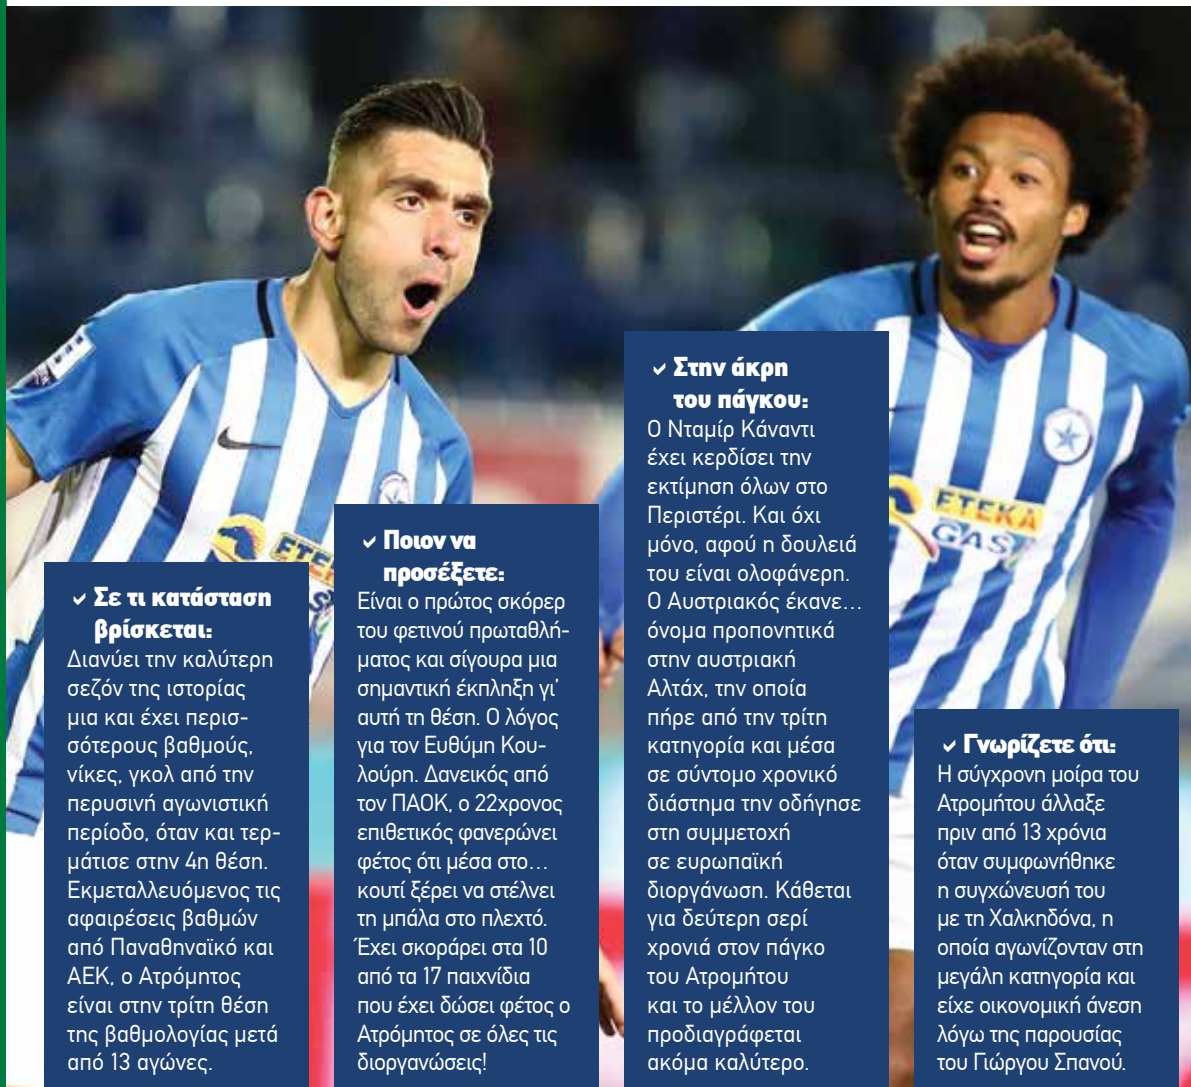 Σε τι κατάσταση
βρίσκεται:
Διανύει την καλύτερη
σεζόν της ιστορίας
μια και έχει περισ-
σότερους βαθμούς,
νίκες, γκολ από την
περυσινή αγωνιστική
περίοδο, όταν και τερ-
μάτισε στην 4η θέση.
Εκμεταλλευόμενος τις
αφαιρέσεις βαθμών
από Παναθηναϊκό και
ΑΕΚ, ο Ατρόμητος
είναι στην τρίτη θέση
της βαθμολογίας μετά
από 13 αγώνες.
Ποιον να
προσέξετε:
Είναι ο πρώτος σκόρερ
του φετινού πρωταθλή-
ματος και σίγουρα μια
σημαντική έκπληξη γι’
αυτή τη θέση. Ο λόγος
για τον Ευθύμη Κου-
λούρη. Δανεικός από
τον ΠΑΟΚ, ο 22χρονος
επιθετικός φανερώνει
φέτος ότι μέσα στο…
κουτί ξέρει να στέλνει
τη μπάλα στο πλεχτό.
Έχει σκοράρει στα 10
από τα 17 παιχνίδια
που έχει δώσει φέτος ο
Ατρόμητος σε όλες τις
διοργανώσεις!
Στην άκρη
του πάγκου:
Ο Νταμίρ Κάναντι
έχει κερδίσει την
εκτίμηση όλων στο
Περιστέρι. Και όχι
μόνο, αφού η δουλειά
του είναι ολοφάνερη.
Ο Αυστριακός έκανε…
όνομα προπονητικά
στην αυστριακή
Αλτάχ, την οποία
πήρε από την τρίτη
κατηγορία και μέσα
σε σύντομο χρονικό
διάστημα την οδήγησε
στη συμμετοχή
σε ευρωπαϊκή
διοργάνωση. Κάθεται
για δεύτερη σερί
χρονιά στον πάγκο
του Ατρομήτου
και το μέλλον του
προδιαγράφεται
ακόμα καλύτερο.
Γνωρίζετε ότι:
Η σύγχρονη μοίρα του
Ατρομήτου άλλαξε
πριν από 13 χρόνια
όταν συμφωνήθηκε
η συγχώνευσή του
με τη Χαλκηδόνα, η
οποία αγωνίζονταν στη
μεγάλη κατηγορία και
είχε οικονομική άνεση
λόγω της παρουσίας
του Γιώργου Σπανού.
ΕΤΕΚΑ
GAS